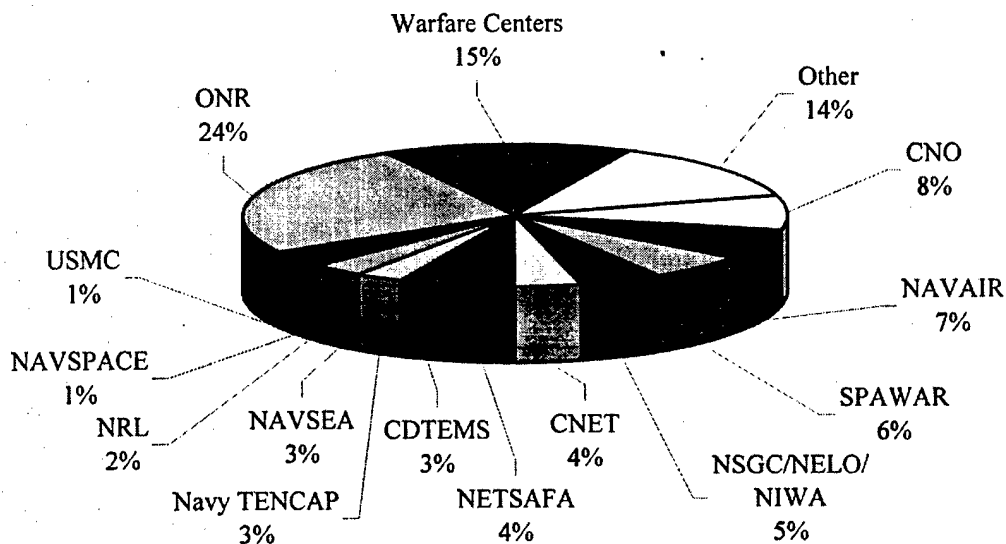 Warfare Centers
15%
Other
14%
ONR
24%
CNO
8%
USMC
1%
NAVAIR
7%
NAVSPACE
1%
SPAWAR
6%
NRL
2%
NAVSEA
3%
CDTEMS
3%
CNET
4%
NSGC/NELO/
NIWA
5%
Navy TENCAP
3%
NETSAFA
4%